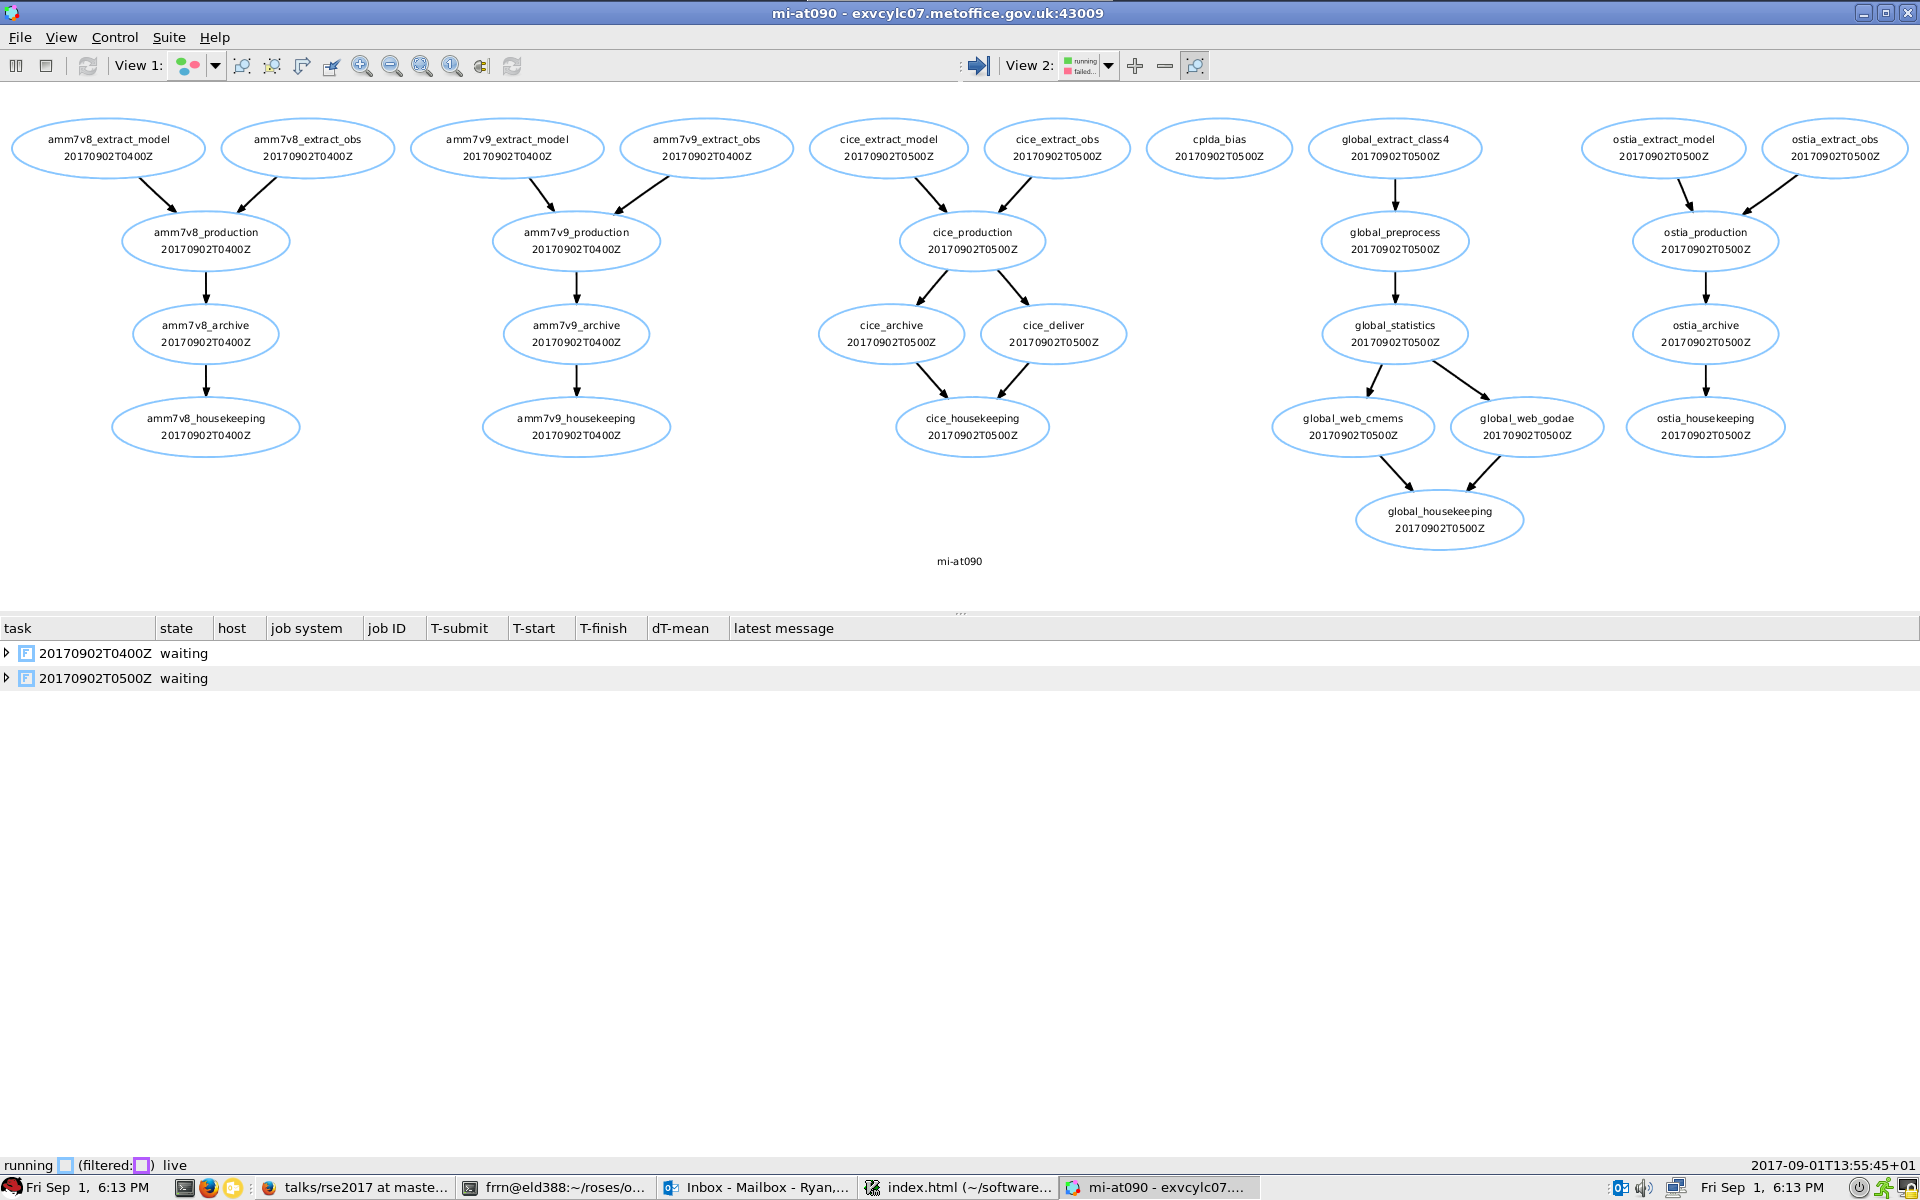 mi-at090 - exvcylc07.metoffice.gov.uk:43009
File View Control Suite Help
View 1: View 2: running failed...
amm7v8_extract_model amm7v8_extract_obs amm7v9_extract_model amm7v9_extract_obs cice_extract_model cice_extract_obs cplda_bias global_extract_class4 ostia_extract_model ostia_extract_obs
20170902T0400Z 20170902T0400Z 20170902T0400Z 20170902T0400Z 20170902T0500Z 20170902T0500Z 20170902T0500Z 20170902T0500Z 20170902T0500Z 20170902T0500Z
amm7v8_production amm7v9_production cice_production global_preprocess ostia_production
20170902T0400Z 20170902T0400Z 20170902T0500Z 20170902T0500Z 20170902T0500Z
amm7v8_archive amm7v9_archive cice_archive cice_deliver global_statistics ostia_archive
20170902T0400Z 20170902T0400Z 20170902T0500Z 20170902T0500Z 20170902T0500Z 20170902T0500Z
amm7v8_housekeeping amm7v9_housekeeping cice_housekeeping global_web_cmems global_web_godae ostia_housekeeping
20170902T0400Z 20170902T0400Z 20170902T0500Z 20170902T0500Z 20170902T0500Z 20170902T0500Z
global_housekeeping
20170902T0500Z
mi-at090
task state host job system job ID T-submit T-start T-finish dT-mean latest message
F 20170902T0400Z waiting
F 20170902T0500Z waiting
running (filtered: ) live 2017-09-01T13:55:45+01
Fri Sep 1, 6:13 PM talks/rse2017 at maste... frrn@eld388:~/roses/o... Inbox - Mailbox - Ryan,... index.html (~/software... mi-at090 - exvcylc07.... Fri Sep 1, 6:13 PM